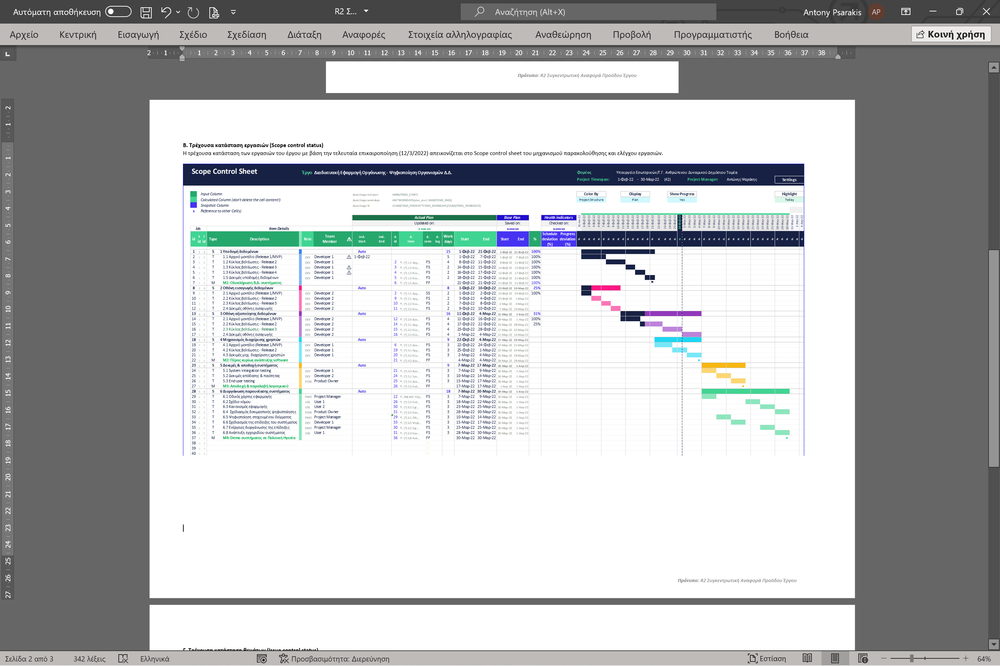 Αυτόματη αποθήκευση
R2 Σ...
Αναζήτηση (Alt+X)
Antony Psarakis AP
Αρχείο Κεντρική Εισαγωγή Σχέδιο Σχεδίαση Διάταξη Αναφορές Στοιχεία αλληλογραφίας Αναθεώρηση Προβολή Προγραμματιστής Βοήθεια Κοινή χρήση
2 1 1 2 3 4 5 6 7 8 9 10 11 12 13 14 15 16 17 18 19 20 21 22 23 24 25 26 27 28 29 30 31 32 33 34 35 36 37 38
Πρότυπο: R2 Συγκεντρωτική Αναφορά Προόδου Έργου
Β. Τρέχουσα κατάσταση εργασιών (Scope control status)
Η τρέχουσα κατάσταση των εργασιών του έργου με βάση την τελευταία επικαιροποίηση (12/3/2022) απεικονίζεται στο Scope control sheet του μηχανισμού παρακολούθησης και ελέγχου εργασιών.
Scope Control Sheet Έργο Διαδικτυακή Εφαρμογή Οργάνωσης - Ψηφιοποίηση Οργανισμών Δ.Δ. Φορέας Υπουργείο Εσωτερικών/Γ.Γ. Ανθρώπινου Δυναμικού Δημόσιου Τομέα
Project Timespan: 1-Φεβ-22 - 30-Μαρ-22 (42) Project Manager: Αντώνης Ψαράκης Settings
Input Column Auto Stage ind.start =MIN(ITEMS_START) Color By Display Show Progress Highlight
Calculated Column (don't delete the cell content!) Auto Stage workdays =NETWORKDAYS(plan_start, MAX(ITEMS_END)) Project Structure Plan Yes Today
Snapshot Column Auto Stage % =SUM(ITEMS_PERCENT*ITEMS_WORKDAYS)/SUM(ITEMS_WORKDAYS)
x Reference to other Cell(s)
Actual Plan Base Plan Health indicators
Updated on: Saved on: Checked on:
ids Item Details x-xxx-xx x-xxx-xx x-xxx-xx
id s id r id Type Description Role Team Member ind. Start ind. End d. id d. item d. conn d. lag Work days Start End Start End % Schedule deviation (%) Progress deviation (%)
1 S 1 Υποδομή δεδομένων Auto 15 1-Φεβ-22 21-Φεβ-22 1-Φεβ-22 21-Φεβ-22 100%
2 T 1.1 Αρχικό μοντέλο (Release 1/MVP) DEV Developer 1 1-Φεβ-22 5 1-Φεβ-22 7-Φεβ-22 1-Φεβ-22 7-Φεβ-22 100%
3 T 1.2 Κύκλος βελτίωσης - Release 2 DEV Developer 1 2 (T) 1.1 Αρχ... FS 4 8-Φεβ-22 11-Φεβ-22 8-Φεβ-22 11-Φεβ-22 100%
4 T 1.3 Κύκλος βελτίωσης - Release 3 DEV Developer 1 3 (T) 1.2 Κύκ... FS 2 14-Φεβ-22 15-Φεβ-22 14-Φεβ-22 15-Φεβ-22 100%
5 T 1.3 Κύκλος βελτίωσης - Release 4 DEV Developer 1 4 (T) 1.3 Κύκ... FS 2 16-Φεβ-22 17-Φεβ-22 16-Φεβ-22 17-Φεβ-22 100%
6 T 1.5 Δοκιμές υποδομής δεδομένων DEV Developer 1 5 (T) 1.3 Κύκ... FS 2 18-Φεβ-22 21-Φεβ-22 18-Φεβ-22 21-Φεβ-22 100%
7 M M1: Ολοκλήρωση Β.Δ. συστήματος 6 (T) 1.5 Δοκ... FF 21-Φεβ-22 21-Φεβ-22 21-Φεβ-22 21-Φεβ-22 100%
8 S 2 Οθόνη εισαγωγής δεδομένων Auto 8 1-Φεβ-22 10-Φεβ-22 22-Φεβ-22 10-Μαρ-22 25%
9 T 2.1 Αρχικό μοντέλο (Release 1/MVP) DEV Developer 2 2 (T) 1.1 Αρχ... SS 2 1-Φεβ-22 2-Φεβ-22 22-Φεβ-22 24-Φεβ-22 100%
10 T 2.2 Κύκλος βελτίωσης - Release 2 DEV Developer 2 9 (T) 2.1 Αρχ... FS 2 3-Φεβ-22 4-Φεβ-22 25-Φεβ-22 1-Μαρ-22
11 T 2.3 Κύκλος βελτίωσης - Release 3 DEV Developer 2 10 (T) 2.2 Κύκ... FS 2 7-Φεβ-22 8-Φεβ-22 2-Μαρ-22 4-Μαρ-22
12 T 2.4 Δοκιμές οθόνης εισαγωγής DEV Developer 2 11 (T) 2.3 Κύκ... FS 2 9-Φεβ-22 10-Φεβ-22 7-Μαρ-22 10-Μαρ-22
13 S 3 Οθόνη αξιοποίησης δεδομένων Auto 16 11-Φεβ-22 4-Μαρ-22 11-Μαρ-22 1-Απρ-22 31%
14 T 2.1 Αρχικό μοντέλο (Release 1/MVP) DEV Developer 2 12 (T) 2.4 Δοκ... FS 4 11-Φεβ-22 16-Φεβ-22 29-Μαρ-22 1-Απρ-22 100%
15 T 2.2 Κύκλος βελτίωσης - Release 2 DEV Developer 2 14 (T) 2.1 Αρχ... FS 4 17-Φεβ-22 22-Φεβ-22 23-Μαρ-22 28-Μαρ-22 25%
16 T 2.3 Κύκλος βελτίωσης - Release 3 DEV Developer 2 15 (T) 2.2 Κύκ... FS 4 23-Φεβ-22 28-Φεβ-22 17-Μαρ-22 22-Μαρ-22
17 T 2.4 Δοκιμές οθόνης εισαγωγής DEV Developer 2 16 (T) 2.3 Κύκ... FS 4 1-Μαρ-22 4-Μαρ-22 11-Μαρ-22 16-Μαρ-22
18 S 4 Μηχανισμός διαχείρισης χρηστών Auto 9 22-Φεβ-22 4-Μαρ-22 17-Μαρ-22 29-Μαρ-22
19 T 4.1 Αρχικό μοντέλο (Release 1/MVP) DEV Developer 1 6 (T) 1.5 Δοκ... FS 3 22-Φεβ-22 24-Φεβ-22 17-Μαρ-22 21-Μαρ-22
20 T 4.2 Κύκλος βελτίωσης - Release 2 DEV Developer 1 19 (T) 4.1 Αρχ... FS 3 25-Φεβ-22 1-Μαρ-22 22-Μαρ-22 24-Μαρ-22
21 T 4.3 Δοκιμές μηχ. διαχείρισης χρηστών DEV Developer 1 20 (T) 4.2 Κύκ... FS 3 2-Μαρ-22 4-Μαρ-22 25-Μαρ-22 29-Μαρ-22
22 M M2: Πέρας κυρίως ανάπτυξης software 21 (T) 4.3 Δοκ... FF 4-Μαρ-22 4-Μαρ-22 29-Μαρ-22 29-Μαρ-22
23 S 5 Δοκιμές & αποδοχή συστήματος Auto 9 7-Μαρ-22 17-Μαρ-22 30-Μαρ-22 1-Απρ-22
24 T 5.1 System intergation testing DEV Developer 1 21 (T) 4.3 Δοκ... FS 3 7-Μαρ-22 9-Μαρ-22 30-Μαρ-22 1-Απρ-22
25 T 5.2 Δοκιμές απόδοσης & ποιότητας DEV Developer 2 24 (T) 5.1 Sys... FS 3 10-Μαρ-22 14-Μαρ-22 30-Μαρ-22 1-Απρ-22
26 T 5.3 End user testing POW Product Owner 25 (T) 5.2 Δοκ... FS 3 15-Μαρ-22 17-Μαρ-22 30-Μαρ-22 1-Απρ-22
27 M M3: Αποδοχή & παραλαβή λογισμικού 26 (T) 5.3 End... FF 17-Μαρ-22 17-Μαρ-22 1-Απρ-22 1-Απρ-22
28 S 6 Διοργάνωση παρουσίασης συστήματος Auto 18 7-Μαρ-22 30-Μαρ-22 30-Μαρ-22 1-Απρ-22
29 T 6.1 Οδικός χάρτης εφαρμογής PMO Project Manager 22 (M) M2: Πέρ... FS 3 7-Μαρ-22 9-Μαρ-22 30-Μαρ-22 1-Απρ-22
30 T 6.2 Σχέδιο νόμου USE User 1 26 (T) 5.3 End... FS 3 18-Μαρ-22 22-Μαρ-22 30-Μαρ-22 1-Απρ-22
31 T 6.3 Κανονισμός εφαρμογής USE User 2 30 (T) 6.2 Σχέ... FS 3 23-Μαρ-22 25-Μαρ-22 30-Μαρ-22 1-Απρ-22
32 T 6.4 Σχεδιασμός δοκιμαστικής ψηφιοποίησης POW Product Owner 31 (T) 6.3 Καν... FS 3 28-Μαρ-22 30-Μαρ-22 30-Μαρ-22 1-Απρ-22
33 T 6.5 Ψηφιοποίηση στοχευμένου δείγματος PMO Project Manager 29 (T) 6.1 Οδι... FS 3 10-Μαρ-22 14-Μαρ-22 30-Μαρ-22 1-Απρ-22
34 T 6.6 Σχεδιασμός της επίδειξης του συστήματος DEV Developer 1 33 (T) 6.5 Ψηφ... FS 3 15-Μαρ-22 17-Μαρ-22 30-Μαρ-22 1-Απρ-22
35 T 6.7 Ενέργειες διοργάνωσης της επίδειξης PMO Project Manager 30 (T) 6.2 Σχέ... FS 3 23-Μαρ-22 25-Μαρ-22 30-Μαρ-22 1-Απρ-22
36 T 6.8 Ανάπτυξη εγχειριδίου συστήματος USE User 1 31 (T) 6.3 Καν... FS 3 28-Μαρ-22 30-Μαρ-22 30-Μαρ-22 1-Απρ-22
37 M M4: Demo συστήματος σε Πολιτική Ηγεσία 36 (T) 6.8 Ανά... FF 30-Μαρ-22 30-Μαρ-22
38
39
40
Πρότυπο: R2 Συγκεντρωτική Αναφορά Προόδου Έργου
Γ. Τρέχουσα κατάσταση θεμάτων (Issue control status)
Σελίδα 2 από 3 342 λέξεις Ελληνικά Προσβασιμότητα: Διερεύνηση Εστίαση 64%